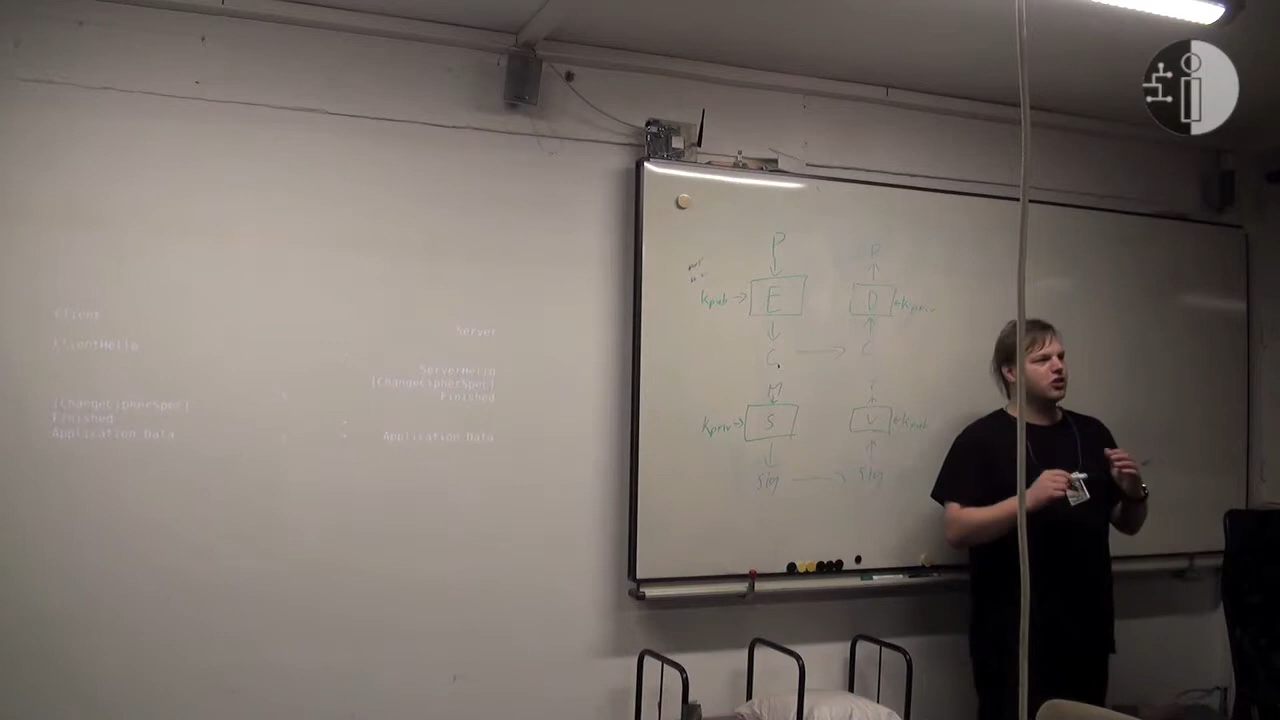 Client
Server
ClientHello
ServerHello
[ChangeCipherSpec]
Finished
[ChangeCipherSpec]
Finished
Application Data
Application Data
P
P
kpub
E
D
kpriv
C
C
M
kpriv
S
V
kpub
sig
sig